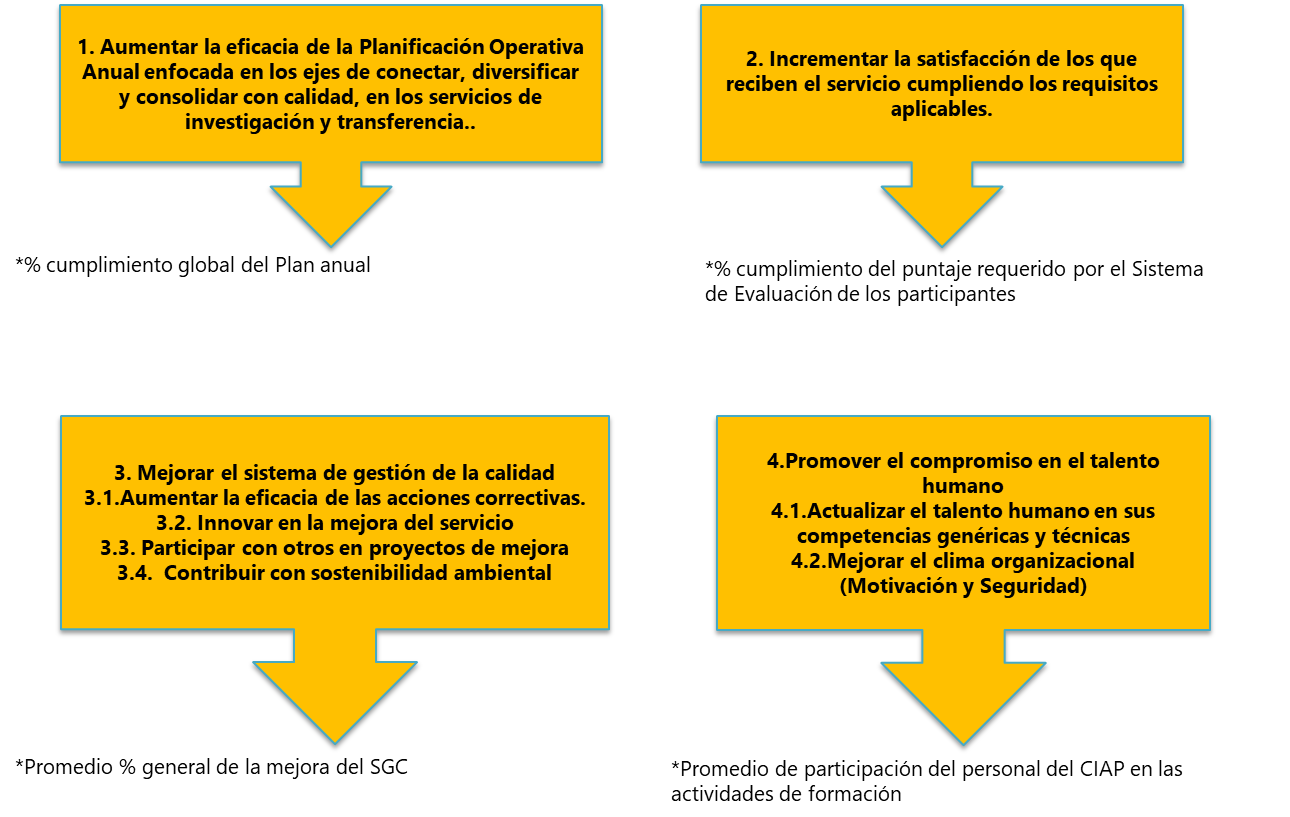 1. Aumentar la eficacia de la Planificación Operativa
Anual enfocada en los ejes de conectar, diversificar
y consolidar con calidad, en los servicios de
investigación y transferencia..
*% cumplimiento global del Plan anual
2. Incrementar la satisfacción de los que
reciben el servicio cumpliendo los requisitos
aplicables.
*% cumplimiento del puntaje requerido por el Sistema
de Evaluación de los participantes
3. Mejorar el sistema de gestión de la calidad
3.1.Aumentar la eficacia de las acciones correctivas.
3.2. Innovar en la mejora del servicio
3.3. Participar con otros en proyectos de mejora
3.4. Contribuir con sostenibilidad ambiental
*Promedio % general de la mejora del SGC
4.Promover el compromiso en el talento
humano
4.1.Actualizar el talento humano en sus
competencias genéricas y técnicas
4.2.Mejorar el clima organizacional
(Motivación y Seguridad)
*Promedio de participación del personal del CIAP en las
actividades de formación